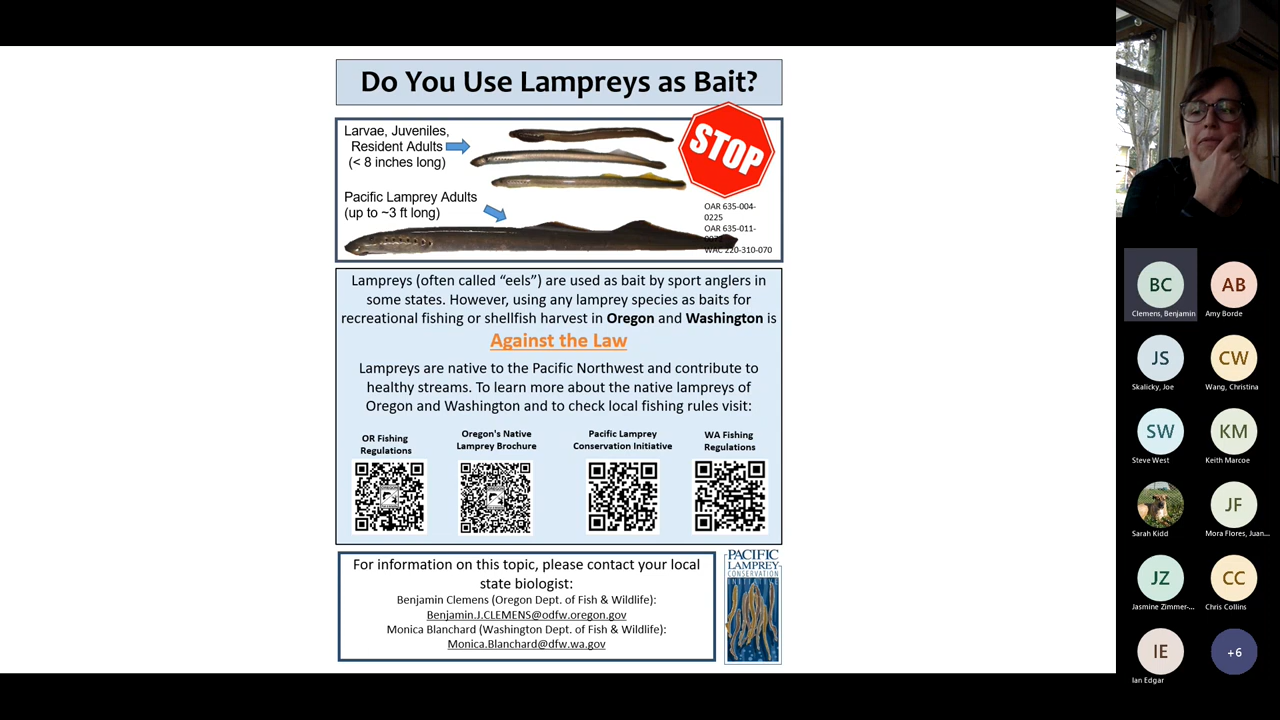 Do You Use Lampreys as Bait?
Larvae, Juveniles,
Resident Adults
(< 8 inches long)
STOP
Pacific Lamprey Adults
(up to ~3 ft long)
OAR 635-004-
0225
OAR 635-011-
WAC 220-310-070
Lampreys (often called “eels”) are used as bait by sport anglers in
some states. However, using any lamprey species as baits for
recreational fishing or shellfish harvest in Oregon and Washington is
Against the Law
Lampreys are native to the Pacific Northwest and contribute to
healthy streams. To learn more about the native lampreys of
Oregon and Washington and to check local fishing rules visit:
OR Fishing
Regulations
Oregon's Native
Lamprey Brochure
Pacific Lamprey
Conservation Initiative
WA Fishing
Regulations
For information on this topic, please contact your local
state biologist:
Benjamin Clemens (Oregon Dept. of Fish & Wildlife):
Benjamin.J.CLEMENS@odfw.oregon.gov
Monica Blanchard (Washington Dept. of Fish & Wildlife):
Monica.Blanchard@dfw.wa.gov
PACIFIC
LAMPREY
CONSERVATION
INITIATIVE
BC
Clemens, Benjamin
AB
Amy Borde
JS
Skalicky, Joe
CW
Wang, Christina
SW
Steve West
KM
Keith Marcoe
Sarah Kidd
JF
Mora Flores, Juan...
JZ
Jasmine Zimmer-...
CC
Chris Collins
IE
Ian Edgar
+6